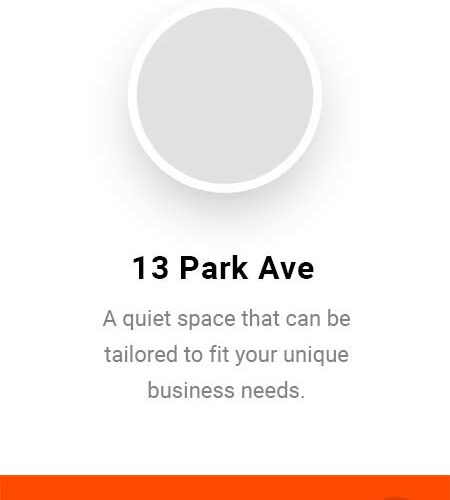 13 Park Ave
A quiet space that can be
tailored to fit your unique
business needs.